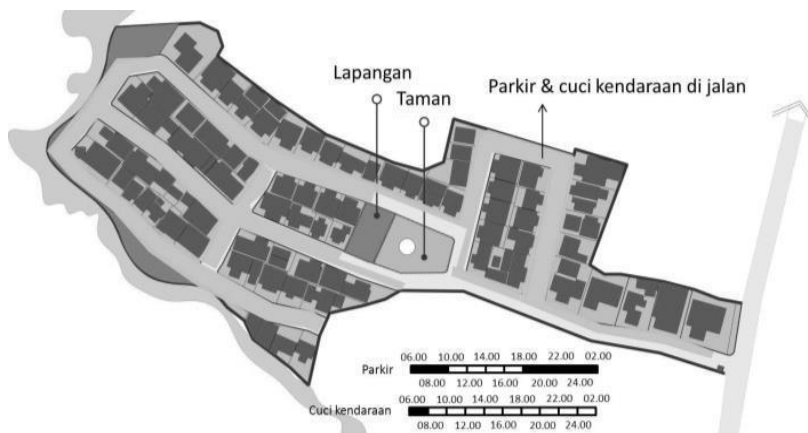 Lapangan
Taman
Parkir & cuci kendaraan di jalan
06.00 10.00 14.00 18.00 22.00 02.00
Parkir
08.00 12.00 16.00 20.00 24.00
06.00 10.00 14.00 18.00 22.00 02.00
Cuci kendaraan
08.00 12.00 16.00 20.00 24.00